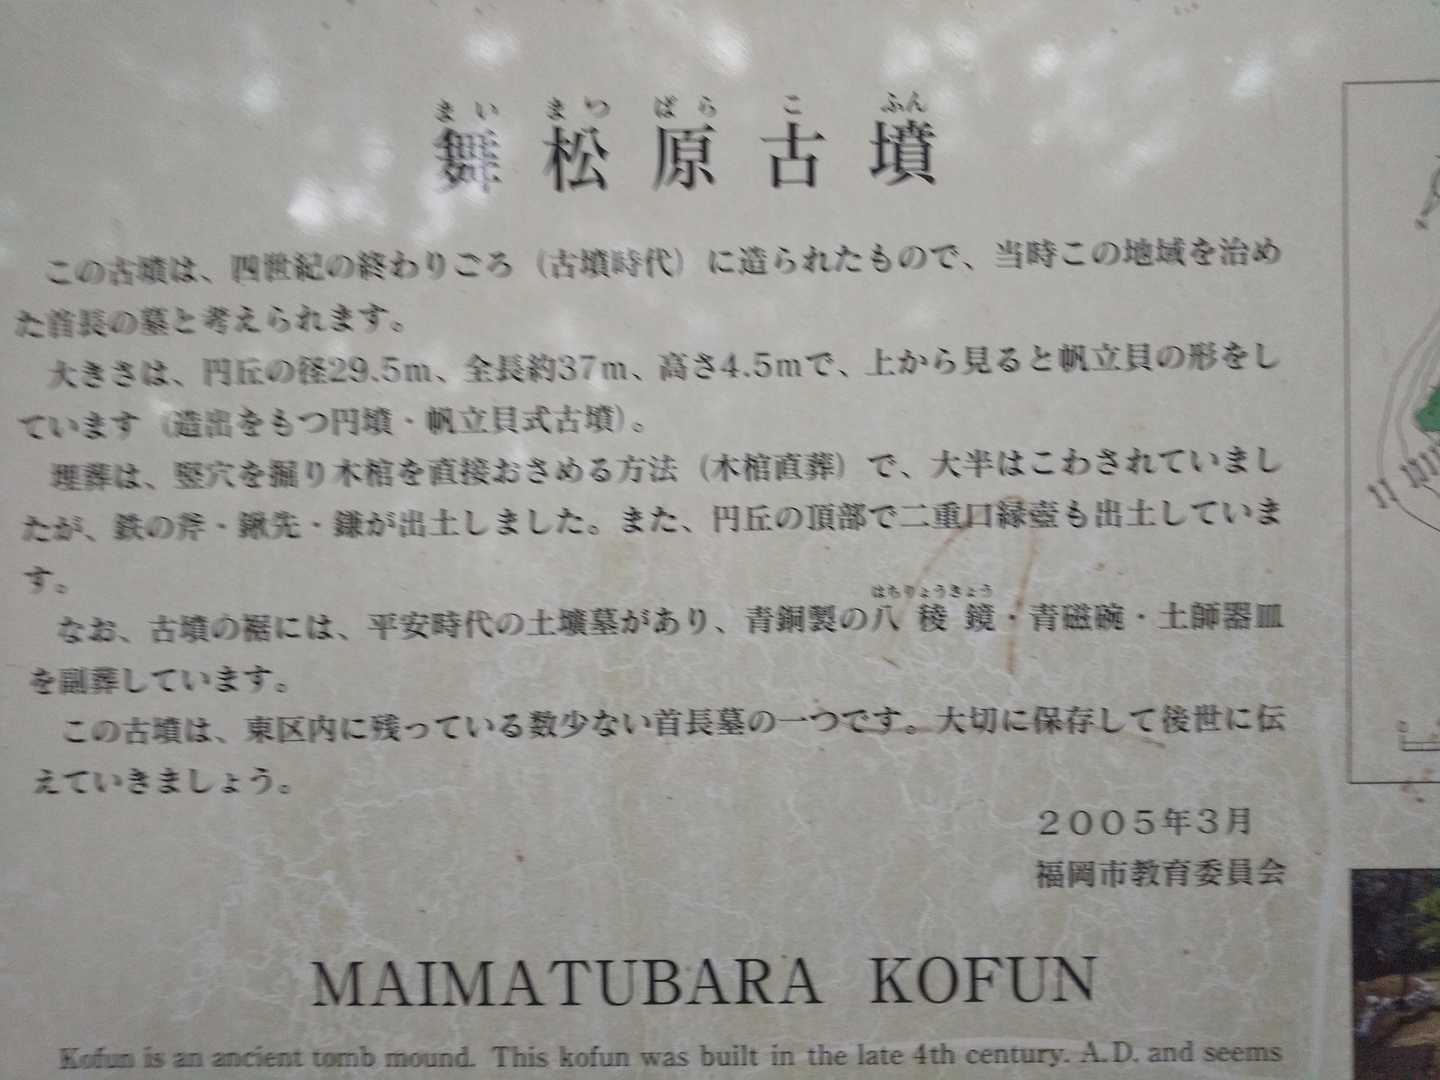 まい まつ ばら こ ふん
舞松原古墳
この古墳は、四世紀の終わりごろ（古墳時代）に造られたもので、当時この地域を治め
た首長の墓と考えられます。
大きさは、円丘の径29.5m、全長約37m、高さ4.5mで、上から見ると帆立貝の形をし
ています（造出をもつ円墳・帆立貝式古墳）。
埋葬は、竪穴を掘り木棺を直接おさめる方法（木棺直葬）で、大半はこわされていまし
たが、鉄の斧・鍬先・鎌が出土しました。また、円丘の頂部で二重口縁壺も出土していま
す。
はちりょうきょう
なお、古墳の裾には、平安時代の土壙墓があり、青銅製の八稜鏡・青磁碗・土師器皿
を副葬しています。
この古墳は、東区内に残っている数少ない首長墓の一つです。大切に保存して後世に伝
えていきましょう。
２００５年３月
福岡市教育委員会
MAIMATUBARA KOFUN
Kofun is an ancient tomb mound. This kofun was built in the late 4th century. A.D. and seems